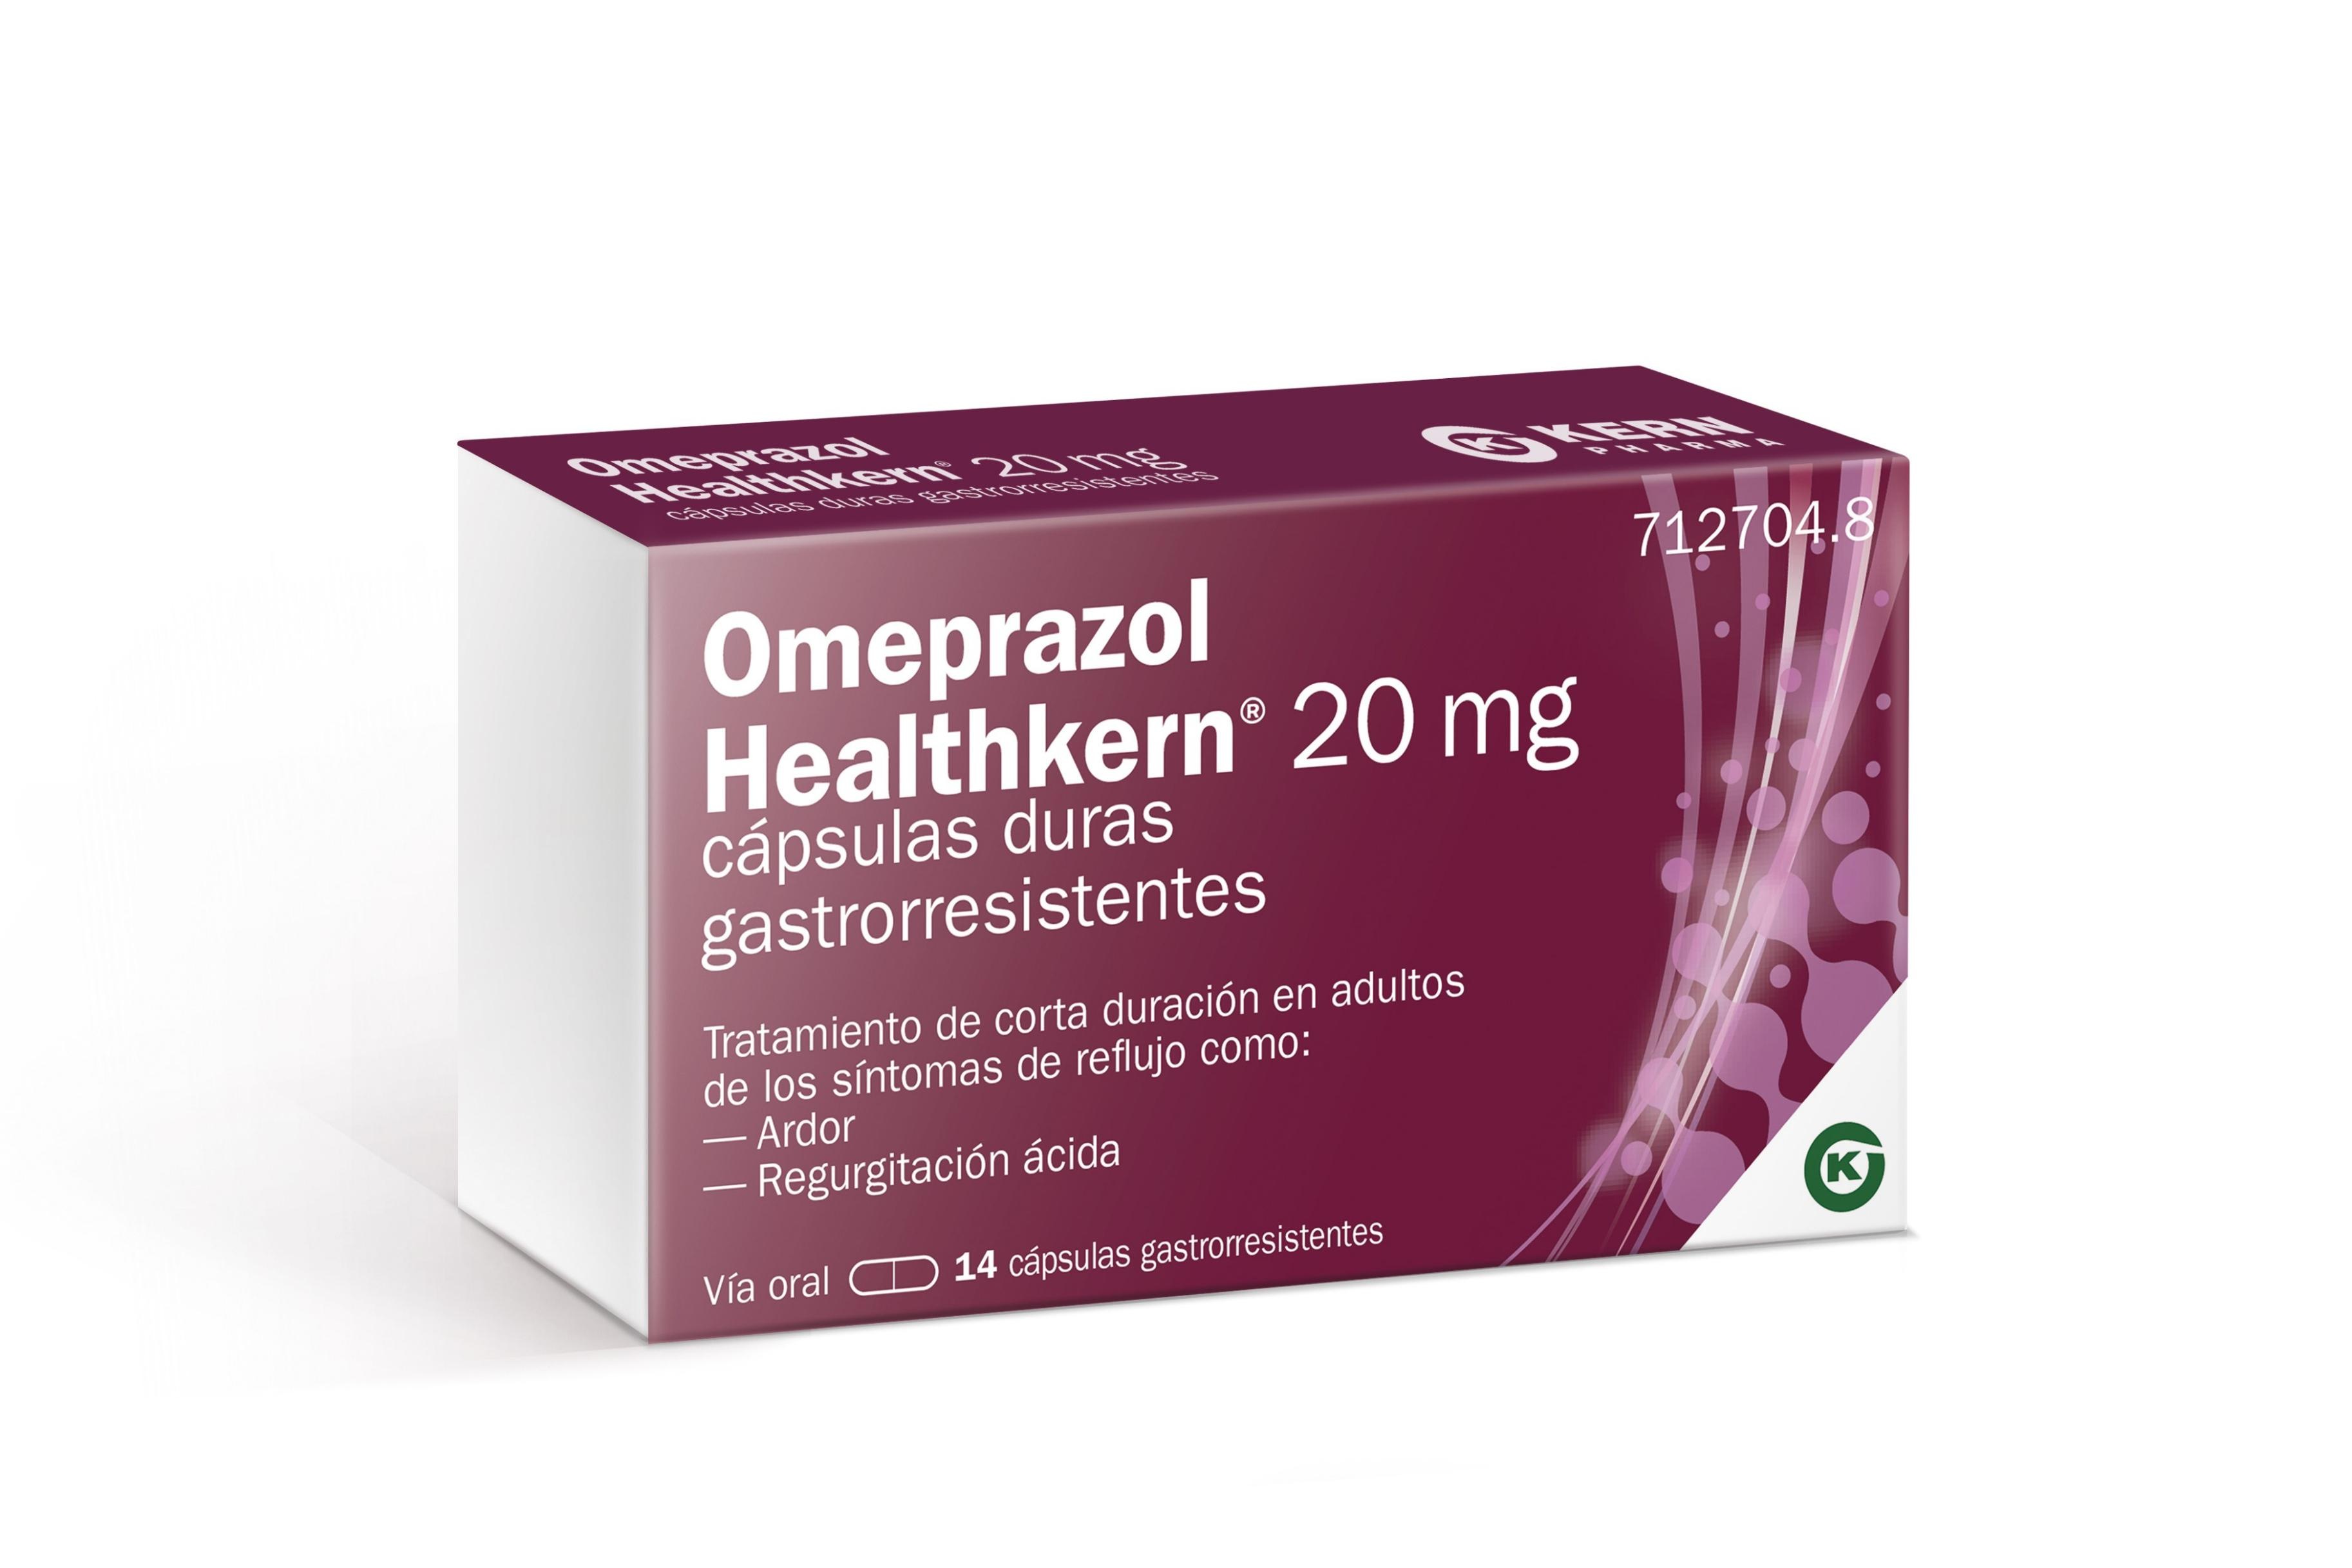 Omeprazol
Healthkern® 20 mg
cápsulas duras gastrorresistentes
K KERN
PHARMA
712704.8
Omeprazol
Healthkern® 20 mg
cápsulas duras
gastrorresistentes
Tratamiento de corta duración en adultos
de los síntomas de reflujo como:
— Ardor
— Regurgitación ácida
Vía oral 14 cápsulas gastrorresistentes
K